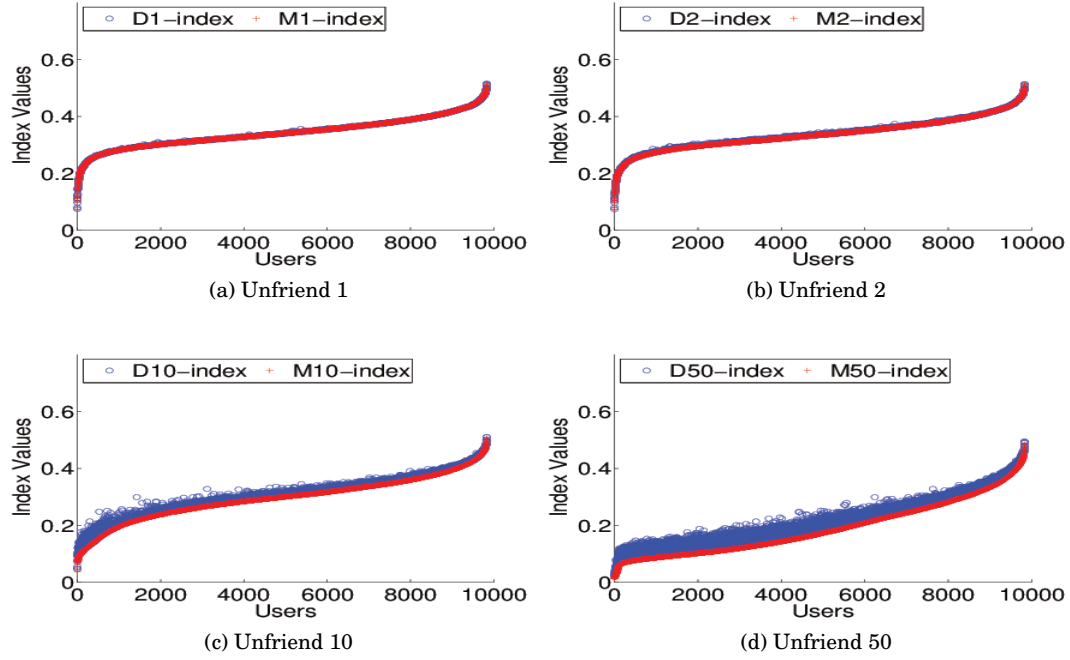 D1-index M1-index
Index Values
0.6
0.4
0.2
0
0 2000 4000 6000 8000 10000
Users
(a) Unfriend 1
D2-index M2-index
Index Values
0.6
0.4
0.2
0
0 2000 4000 6000 8000 10000
Users
(b) Unfriend 2
D10-index M10-index
Index Values
0.6
0.4
0.2
0
0 2000 4000 6000 8000 10000
Users
(c) Unfriend 10
D50-index M50-index
Index Values
0.6
0.4
0.2
0
0 2000 4000 6000 8000 10000
Users
(d) Unfriend 50